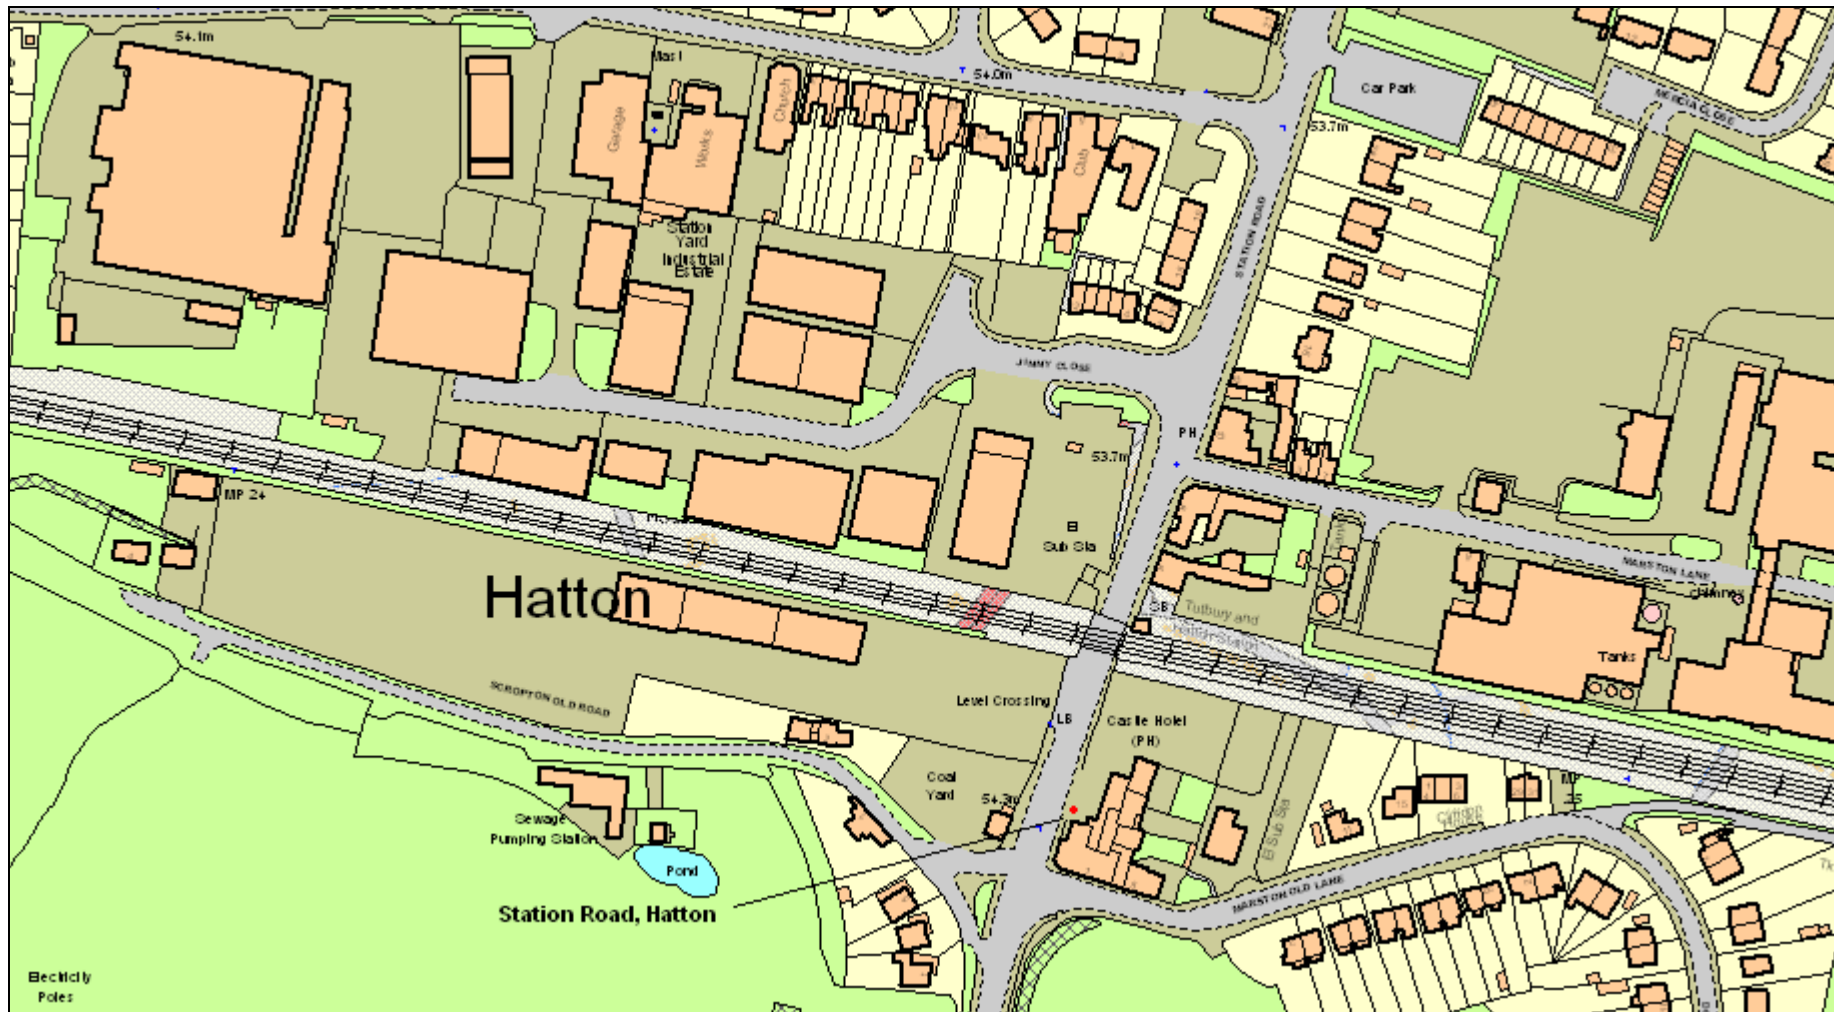 54.1m
Mast
Garage
Works
Church
54.0m
Club
Car Park
MERCIA CLOSE
53.7m
STATION ROAD
Station
Yard
Industrial
Estate
JINNY CLOSE
PH
53.7m
El
Sub Sta
MP 24
Hatton
Tank
MARSTON LANE
Chimney
Tanks
SB
Tutbury and
Hatton Station
SCROPTON OLD ROAD
Level Crossing
LB
Castle Hotel
(PH)
Coal
Yard
54.3m
El Sub Sta
Sewage
Pumping Station
Pond
MARSTON OLD LANE
Station Road, Hatton
Electricity
Poles